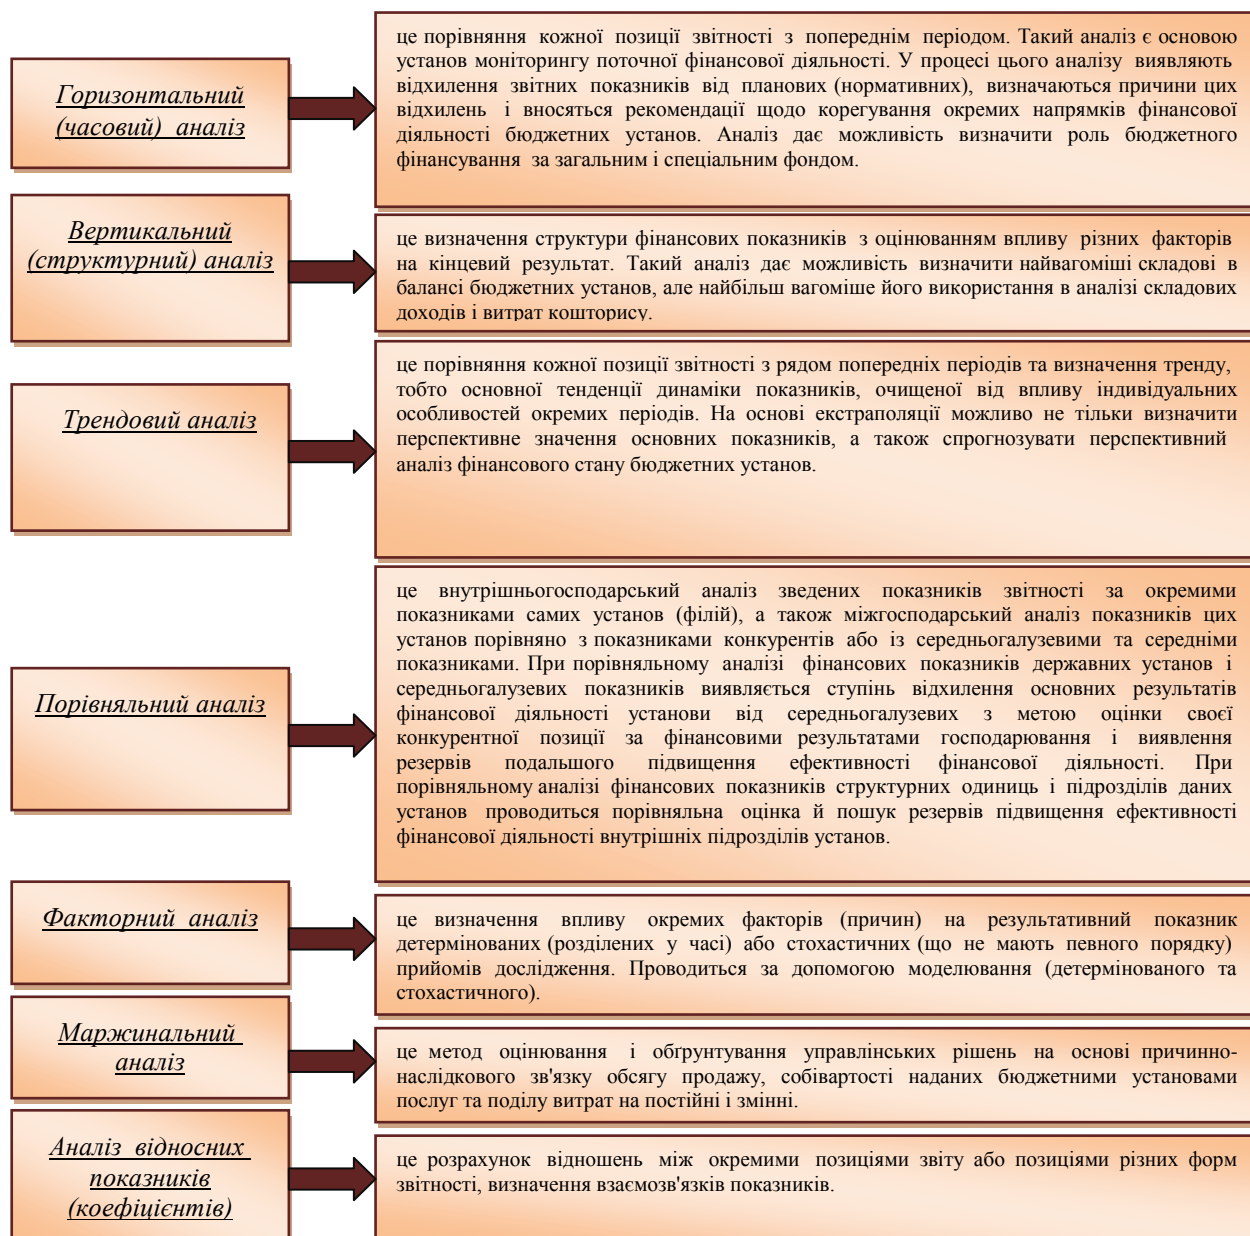 Горизонтальний
(часовий) аналіз
це порівняння кожної позиції звітності з попереднім періодом. Такий аналіз є основою
установ моніторингу поточної фінансової діяльності. У процесі цього аналізу виявляють
відхилення звітних показників від планових (нормативних), визначаються причини цих
відхилень і вносяться рекомендації щодо корегування окремих напрямків фінансової
діяльності бюджетних установ. Аналіз дає можливість визначити роль бюджетного
фінансування за загальним і спеціальним фондом.
Вертикальний
(структурний) аналіз
це визначення структури фінансових показників з оцінюванням впливу різних факторів
на кінцевий результат. Такий аналіз дає можливість визначити найвагоміші складові в
балансі бюджетних установ, але найбільш вагоміше його використання в аналізі складових
доходів і витрат кошторису.
Трендовий аналіз
це порівняння кожної позиції звітності з рядом попередніх періодів та визначення тренду,
тобто основної тенденції динаміки показників, очищеної від впливу індивідуальних
особливостей окремих періодів. На основі екстраполяції можливо не тільки визначити
перспективне значення основних показників, а також спрогнозувати перспективний
аналіз фінансового стану бюджетних установ.
Порівняльний аналіз
це внутрішньогосподарський аналіз зведених показників звітності за окремими
показниками самих установ (філій), а також міжгосподарський аналіз показників цих
установ порівняно з показниками конкурентів або із середньогалузевими та середніми
показниками. При порівняльному аналізі фінансових показників державних установ і
середньогалузевих показників виявляється ступінь відхилення основних результатів
фінансової діяльності установи від середньогалузевих з метою оцінки своєї
конкурентної позиції за фінансовими результатами господарювання і виявлення
резервів подальшого підвищення ефективності фінансової діяльності. При
порівняльному аналізі фінансових показників структурних одиниць і підрозділів даних
установ проводиться порівняльна оцінка й пошук резервів підвищення ефективності
фінансової діяльності внутрішніх підрозділів установ.
Факторний аналіз
це визначення впливу окремих факторів (причин) на результативний показник
детермінованих (розділених у часі) або стохастичних (що не мають певного порядку)
прийомів дослідження. Проводиться за допомогою моделювання (детермінованого та
стохастичного).
Маржинальний
аналіз
це метод оцінювання і обґрунтування управлінських рішень на основі причинно-
наслідкового зв'язку обсягу продажу, собівартості наданих бюджетними установами
послуг та поділу витрат на постійні і змінні.
Аналіз відносних
показників
(коефіцієнтів)
це розрахунок відношень між окремими позиціями звіту або позиціями різних форм
звітності, визначення взаємозв'язків показників.